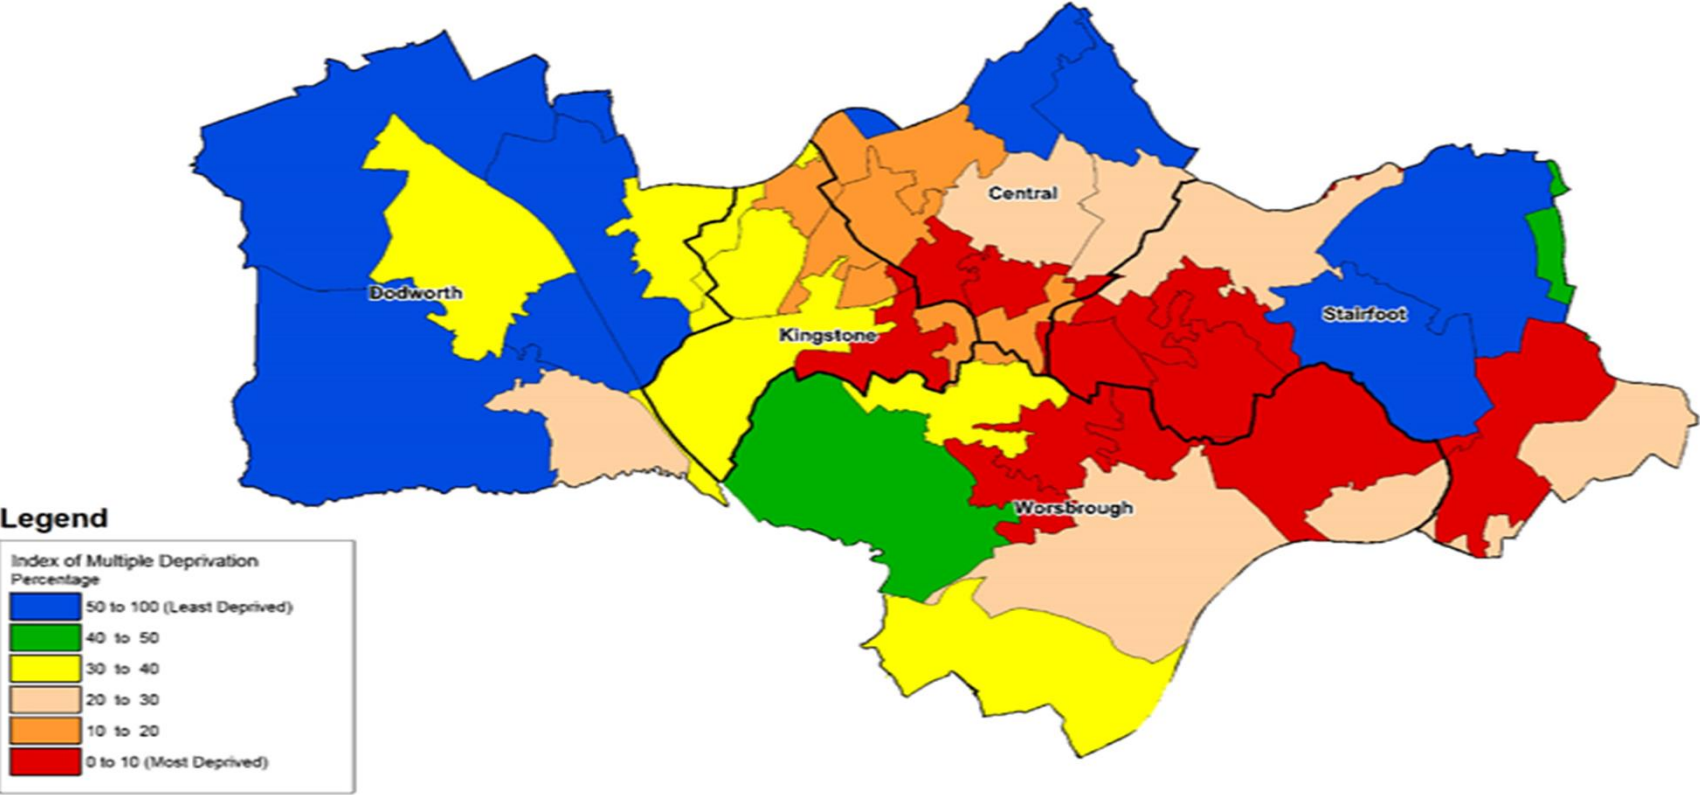 Central
Dodworth
Stairfoot
Kingstone
Worsbrough
Legend
Index of Multiple Deprivation
Percentage
50 to 100 (Least Deprived)
40 to 50
30 to 40
20 to 30
10 to 20
0 to 10 (Most Deprived)